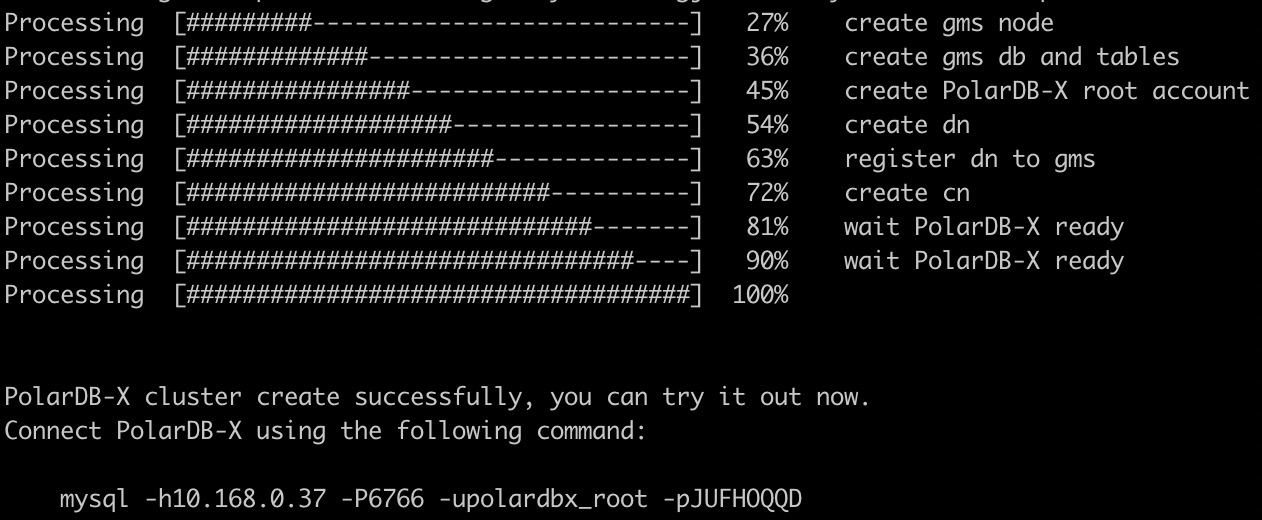 Processing  [#########---------------------------]   27%    create gms node
Processing  [#############-----------------------]   36%    create gms db and tables
Processing  [################--------------------]   45%    create PolarDB-X root account
Processing  [###################-----------------]   54%    create dn
Processing  [######################--------------]   63%    register dn to gms
Processing  [##########################----------]   72%    create cn
Processing  [#############################-------]   81%    wait PolarDB-X ready
Processing  [################################----]   90%    wait PolarDB-X ready
Processing  [####################################]  100%
PolarDB-X cluster create successfully, you can try it out now.
Connect PolarDB-X using the following command:
mysql -h10.168.0.37 -P6766 -upolardbx_root -pJUFHOQQD